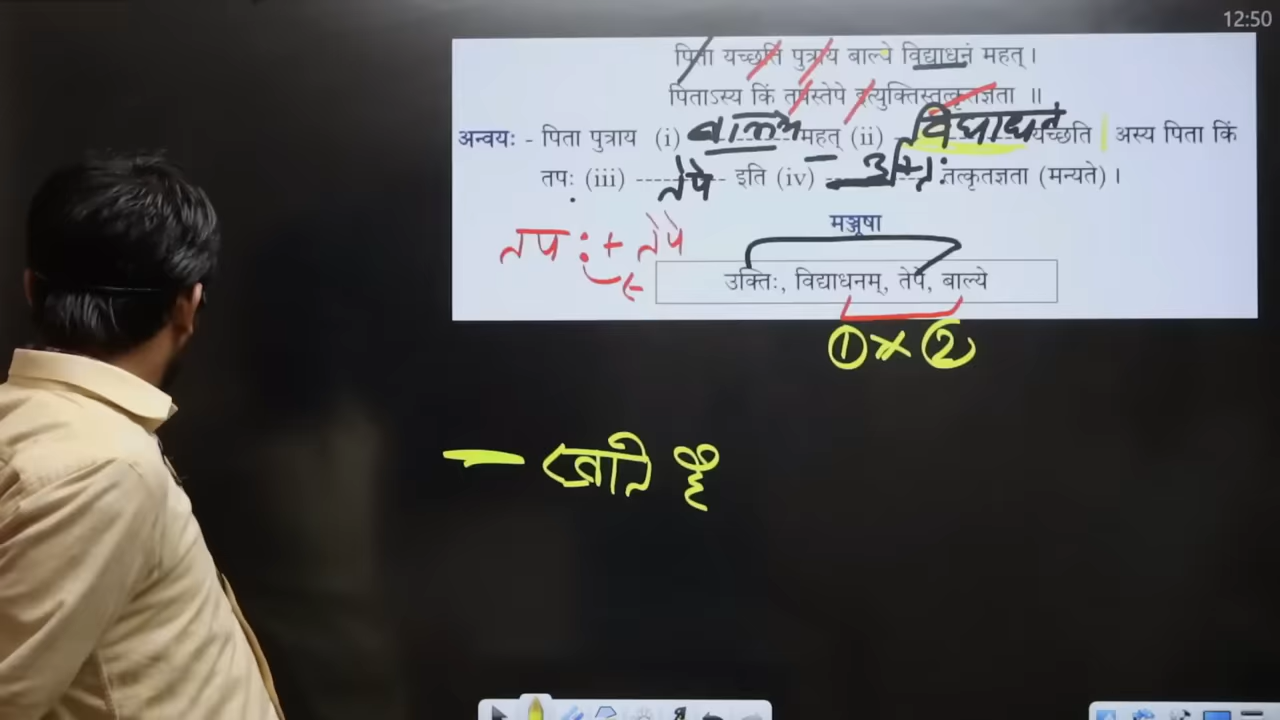 12:50
पिता यच्छति पुत्राय बाल्ये विद्याधनं महत् ।
पिताऽस्य किं तपस्तेपे इत्युक्तिस्तत्कृतज्ञता ॥
अन्वयः - पिता पुत्राय (i) बाल्ये महत् (ii) विद्याधनं यच्छति | अस्य पिता किं
तपः (iii) तेपे इति (iv) उक्तिः तत्कृतज्ञता (मन्यते) ।
मञ्जूषा
तपः + तेपे
उक्तिः, विद्याधनम्, तेपे, बाल्ये
① ②